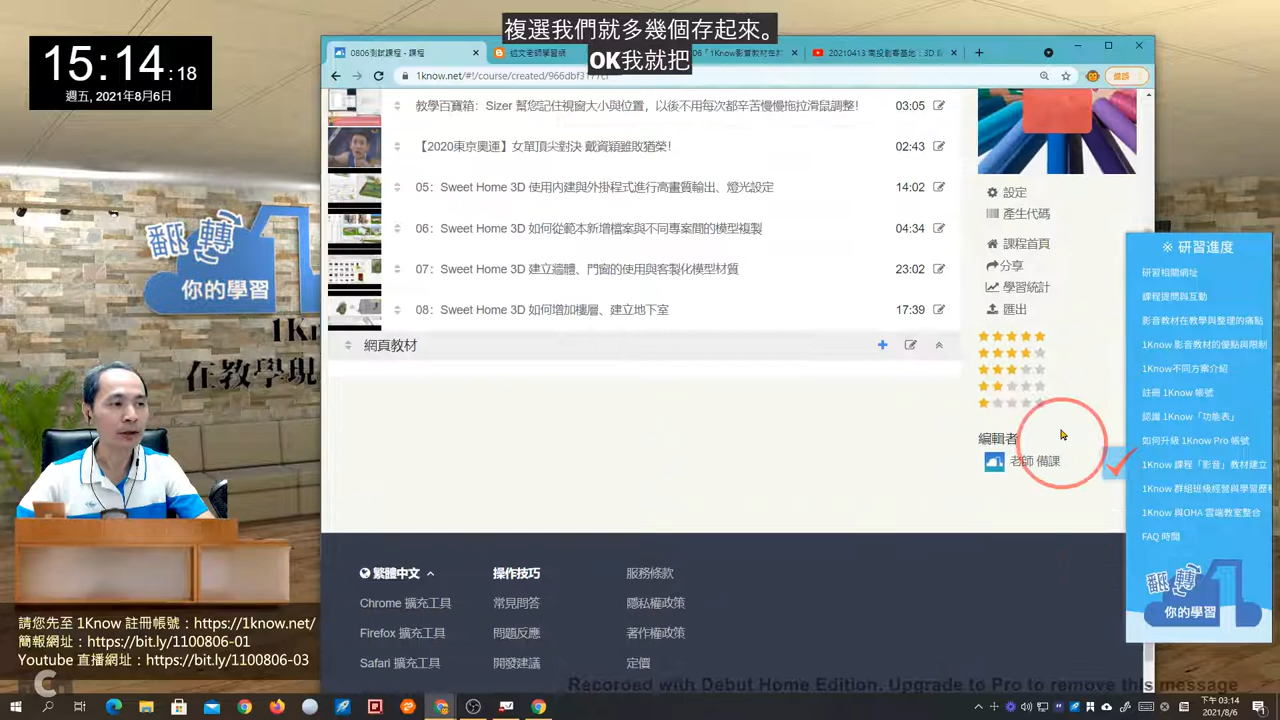 複選我們就多幾個存起來。
OK我就把
15:14:18
週五, 2021年8月6日
0806測試課程 - 課程
1know.net/#!/course/created/966dbf31
教學百寶箱：Sizer 幫您記住視窗大小與位置，以後不用每次都辛苦慢慢拖拉滑鼠調整! 03:05
【2020東京奧運】女單頂尖對決 戴資穎雖敗猶榮! 02:43
05：Sweet Home 3D 使用內建與外掛程式進行高畫質輸出、燈光設定 14:02
06：Sweet Home 3D 如何從範本新增檔案與不同專案間的模型複製 04:34
07：Sweet Home 3D 建立牆體、門窗的使用與客製化模型材質 23:02
08：Sweet Home 3D 如何增加樓層、建立地下室 17:39
網頁教材
設定
產生代碼
課程首頁
分享
學習統計
匯出
編輯者
老師 備課
※ 研習進度
研習相關網址
課程提問與互動
影音教材在教學與整理的痛點
1Know 影音教材的優點與限制
1Know不同方案介紹
註冊 1Know 帳號
認識 1Know「功能表」
如何升級 1Know Pro 帳號
1Know 課程「影音」教材建立
1Know 群組班級經營與學習歷程
1Know 與OHA 雲端教室整合
FAQ 時間
翻轉
你的學習
翻轉
你的學習
1Kn
在教學現
繁體中文 操作技巧 服務條款
Chrome 擴充工具 常見問答 隱私權政策
Firefox 擴充工具 問題反應 著作權政策
Safari 擴充工具 開發建議 定價
請您先至 1Know 註冊帳號：https://1know.net/
簡報網址：https://bit.ly/1100806-01
Youtube 直播網址：https://bit.ly/1100806-03
Recorded with Debut Home Edition. Upgrade to Pro to remove this message
下午 03:14
2021/8/6